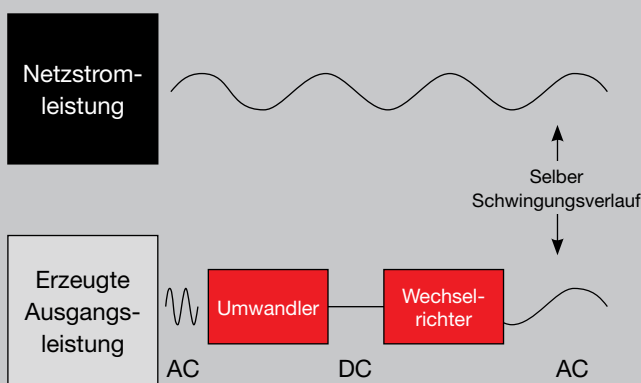 Netzstrom-
leistung
Selber
Schwingungsverlauf
Erzeugte
Ausgangs-
leistung
Umwandler
Wechsel-
richter
AC
DC
AC